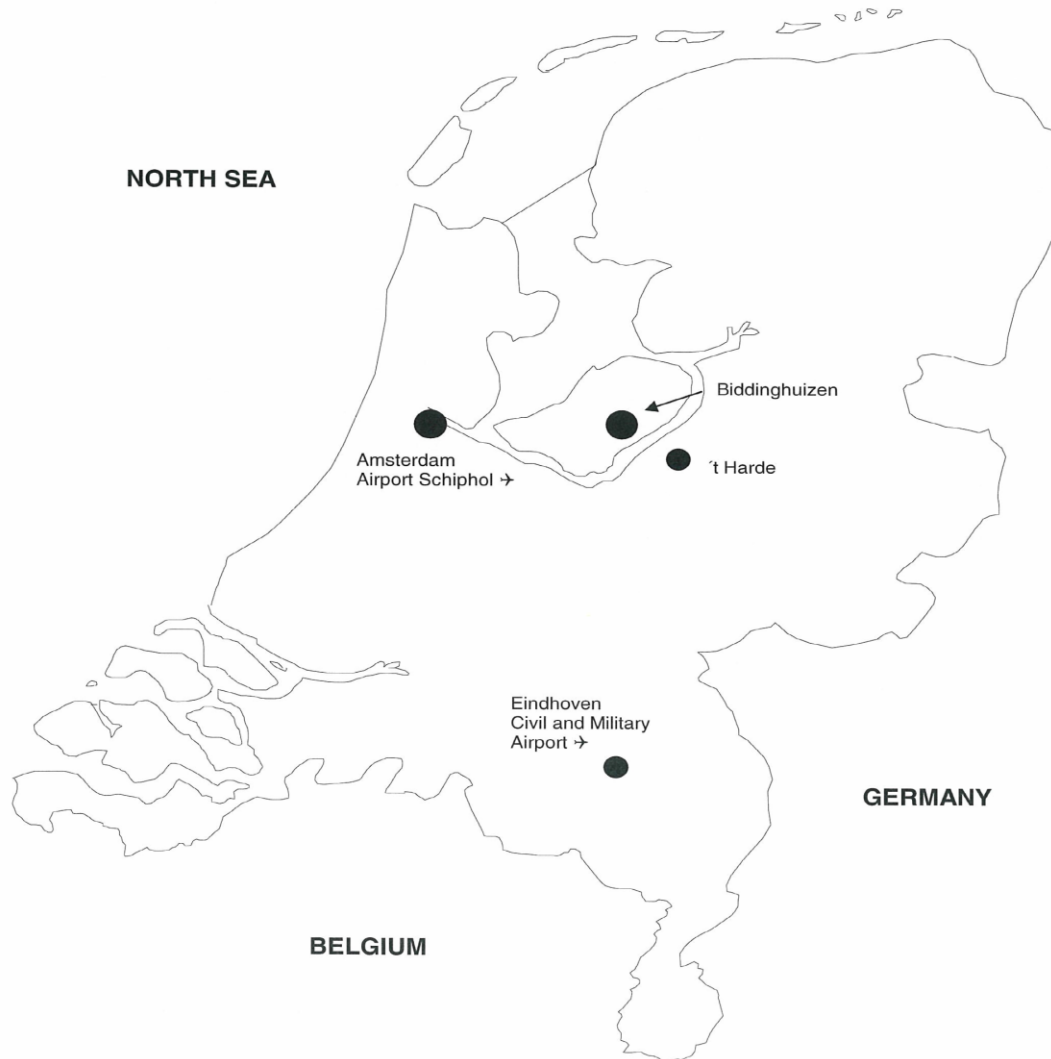 NORTH SEA
Biddinghuizen
Amsterdam
Airport Schiphol ✈
´t Harde
Eindhoven
Civil and Military
Airport ✈
GERMANY
BELGIUM